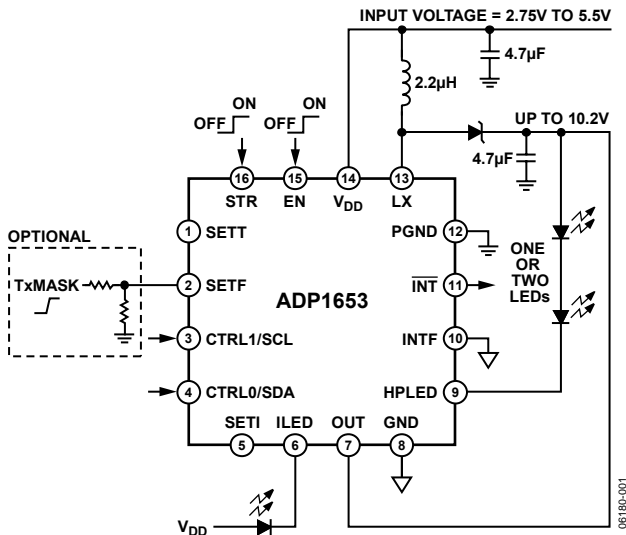 INPUT VOLTAGE = 2.75V TO 5.5V
4.7µF
2.2µH
ON
OFF
ON
OFF
UP TO 10.2V
4.7µF
16
15
14
13
STR
EN
VDD
LX
OPTIONAL
1
SETT
PGND
12
ONE
OR
TWO
LEDs
TxMASK
2
SETF
INT
11
ADP1653
3
CTRL1/SCL
INTF
10
4
CTRL0/SDA
HPLED
9
SETI
ILED
OUT
GND
5
6
7
8
VDD
06180-001